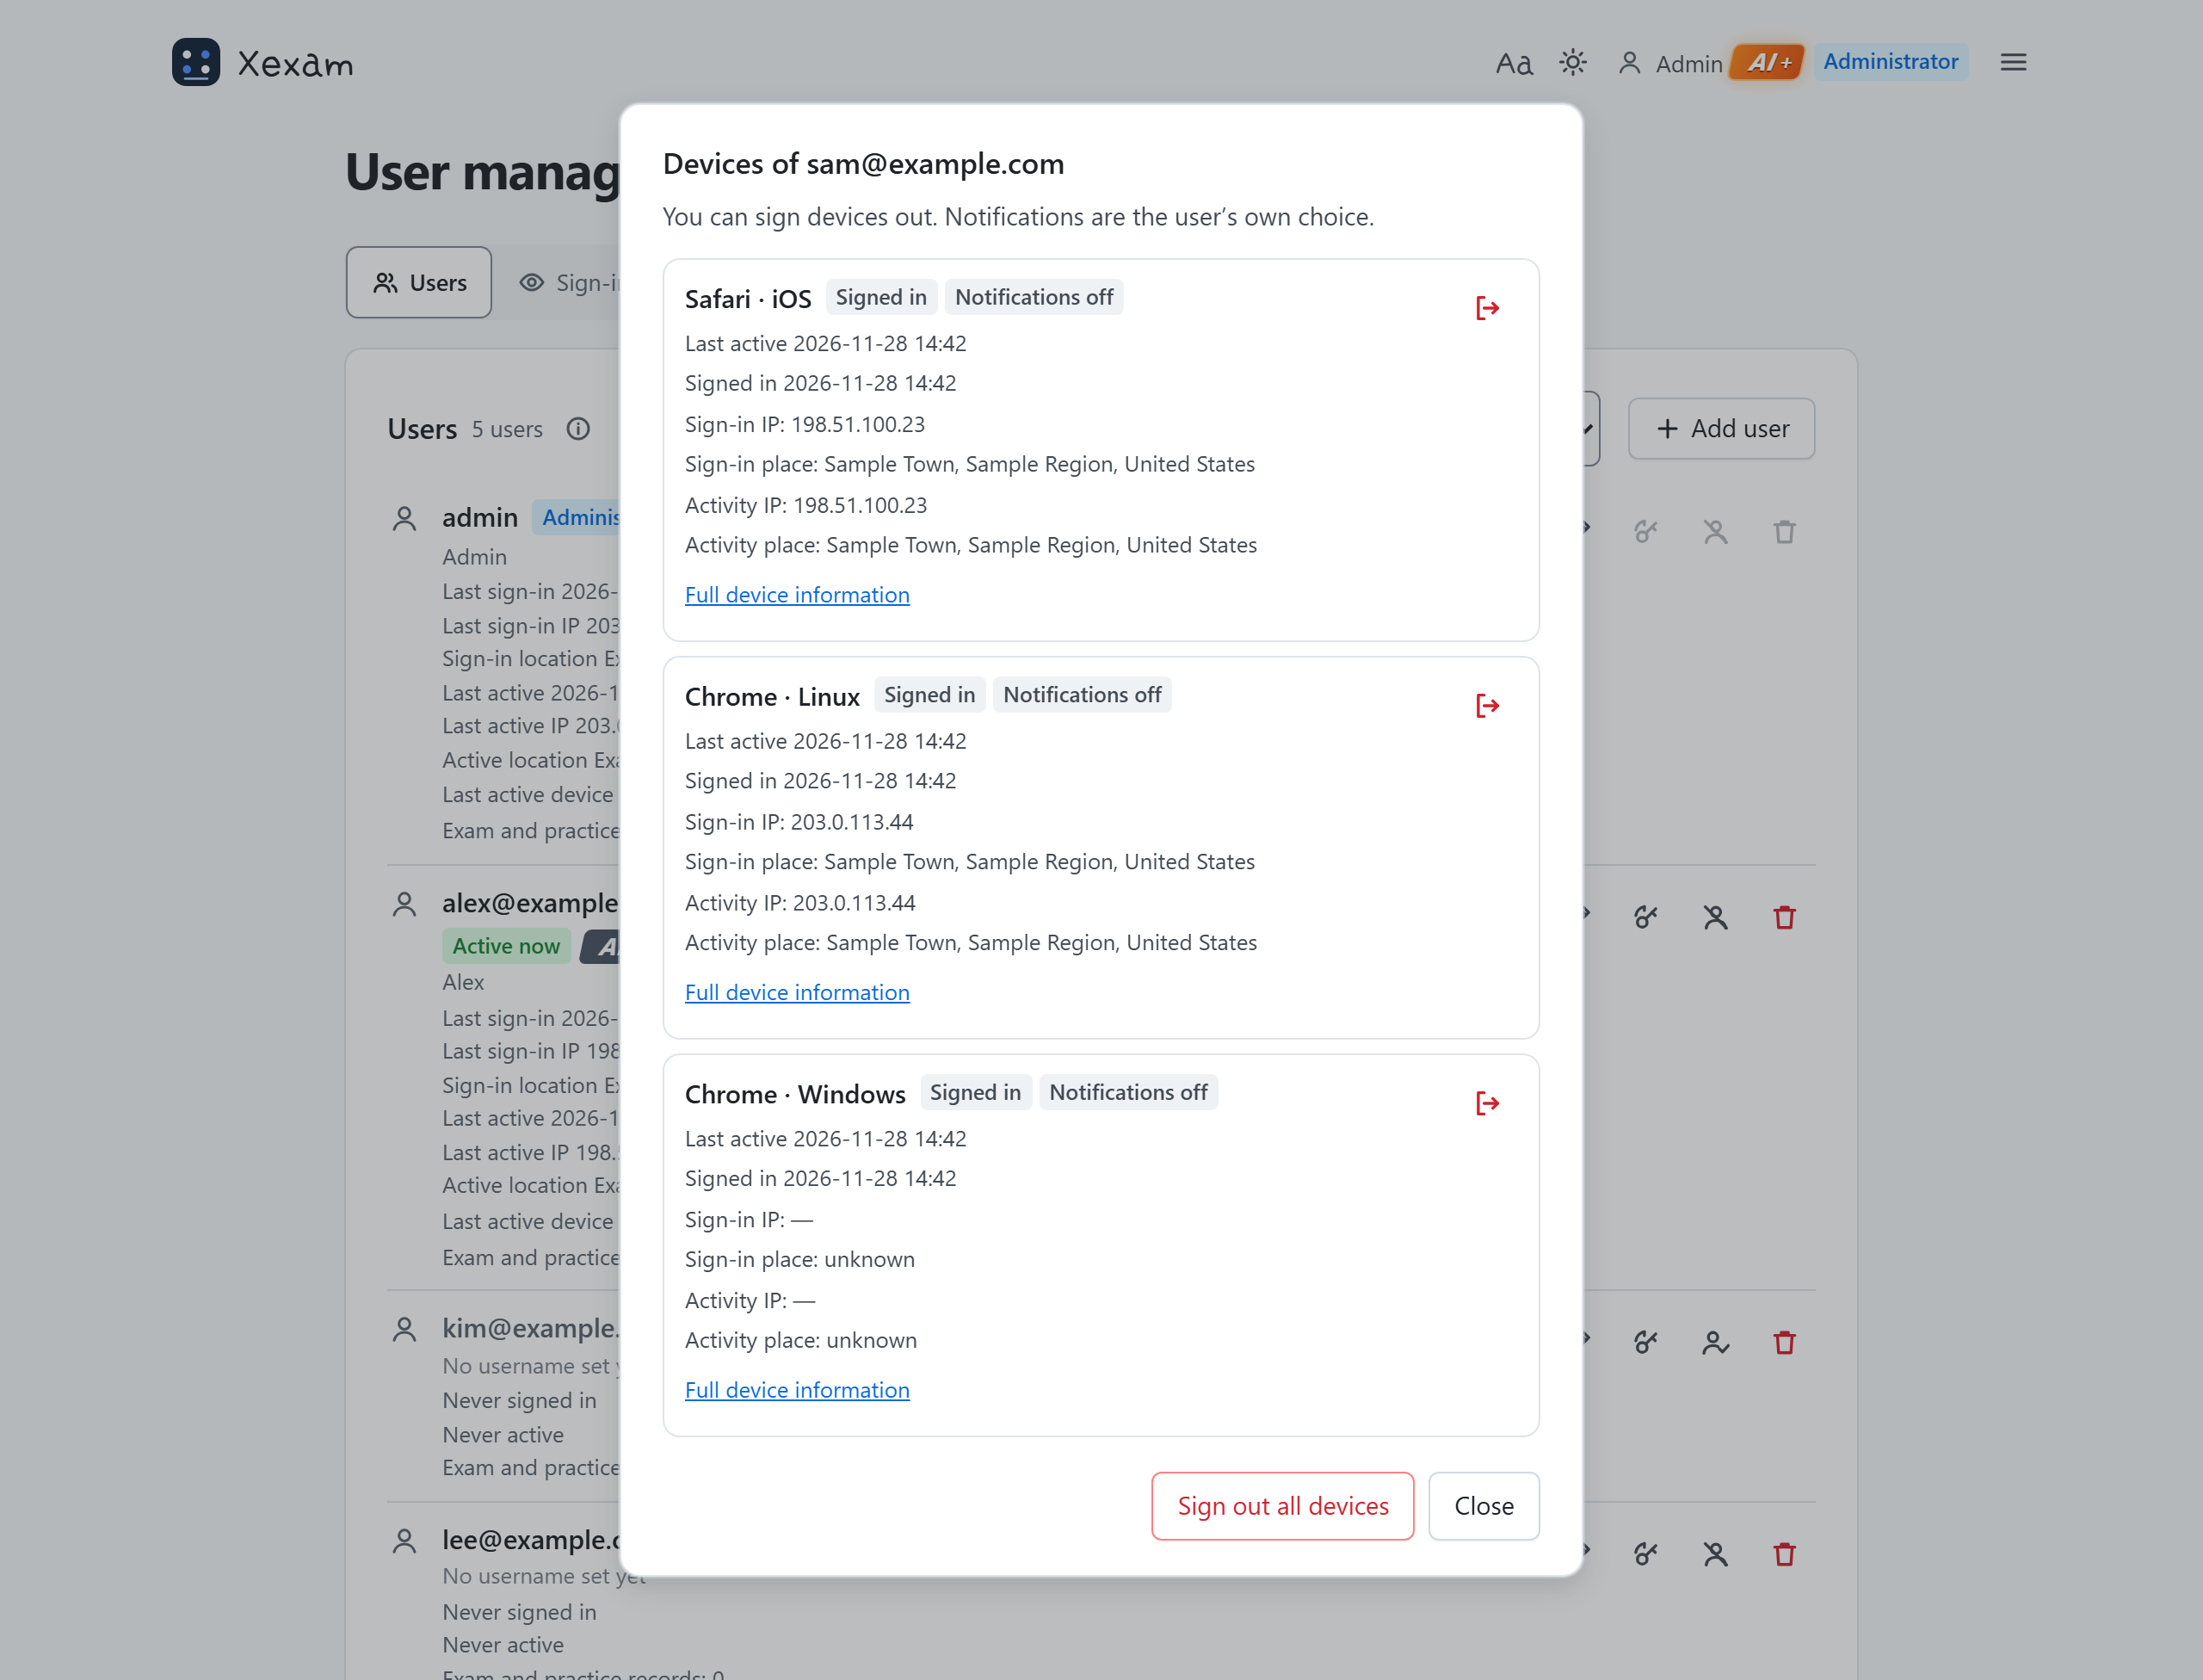 Xexam
Aa Admin AI+ Administrator
User manag
Users Sign-i
Users 5 users
Add user
admin Adminis
Admin
Last sign-in 2026-
Last sign-in IP 203
Sign-in location Ex
Last active 2026-1
Last active IP 203.
Active location Exa
Last active device
Exam and practice
alex@example
Active now A
Alex
Last sign-in 2026-
Last sign-in IP 198
Sign-in location Ex
Last active 2026-1
Last active IP 198.
Active location Exa
Last active device
Exam and practice
kim@example.
No username set y
Never signed in
Never active
Exam and practice
lee@example.c
No username set yet
Never signed in
Never active
Exam and practice records: 0
Devices of sam@example.com
You can sign devices out. Notifications are the user’s own choice.
Safari · iOS Signed in Notifications off
Last active 2026-11-28 14:42
Signed in 2026-11-28 14:42
Sign-in IP: 198.51.100.23
Sign-in place: Sample Town, Sample Region, United States
Activity IP: 198.51.100.23
Activity place: Sample Town, Sample Region, United States
Full device information
Chrome · Linux Signed in Notifications off
Last active 2026-11-28 14:42
Signed in 2026-11-28 14:42
Sign-in IP: 203.0.113.44
Sign-in place: Sample Town, Sample Region, United States
Activity IP: 203.0.113.44
Activity place: Sample Town, Sample Region, United States
Full device information
Chrome · Windows Signed in Notifications off
Last active 2026-11-28 14:42
Signed in 2026-11-28 14:42
Sign-in IP: —
Sign-in place: unknown
Activity IP: —
Activity place: unknown
Full device information
Sign out all devices Close